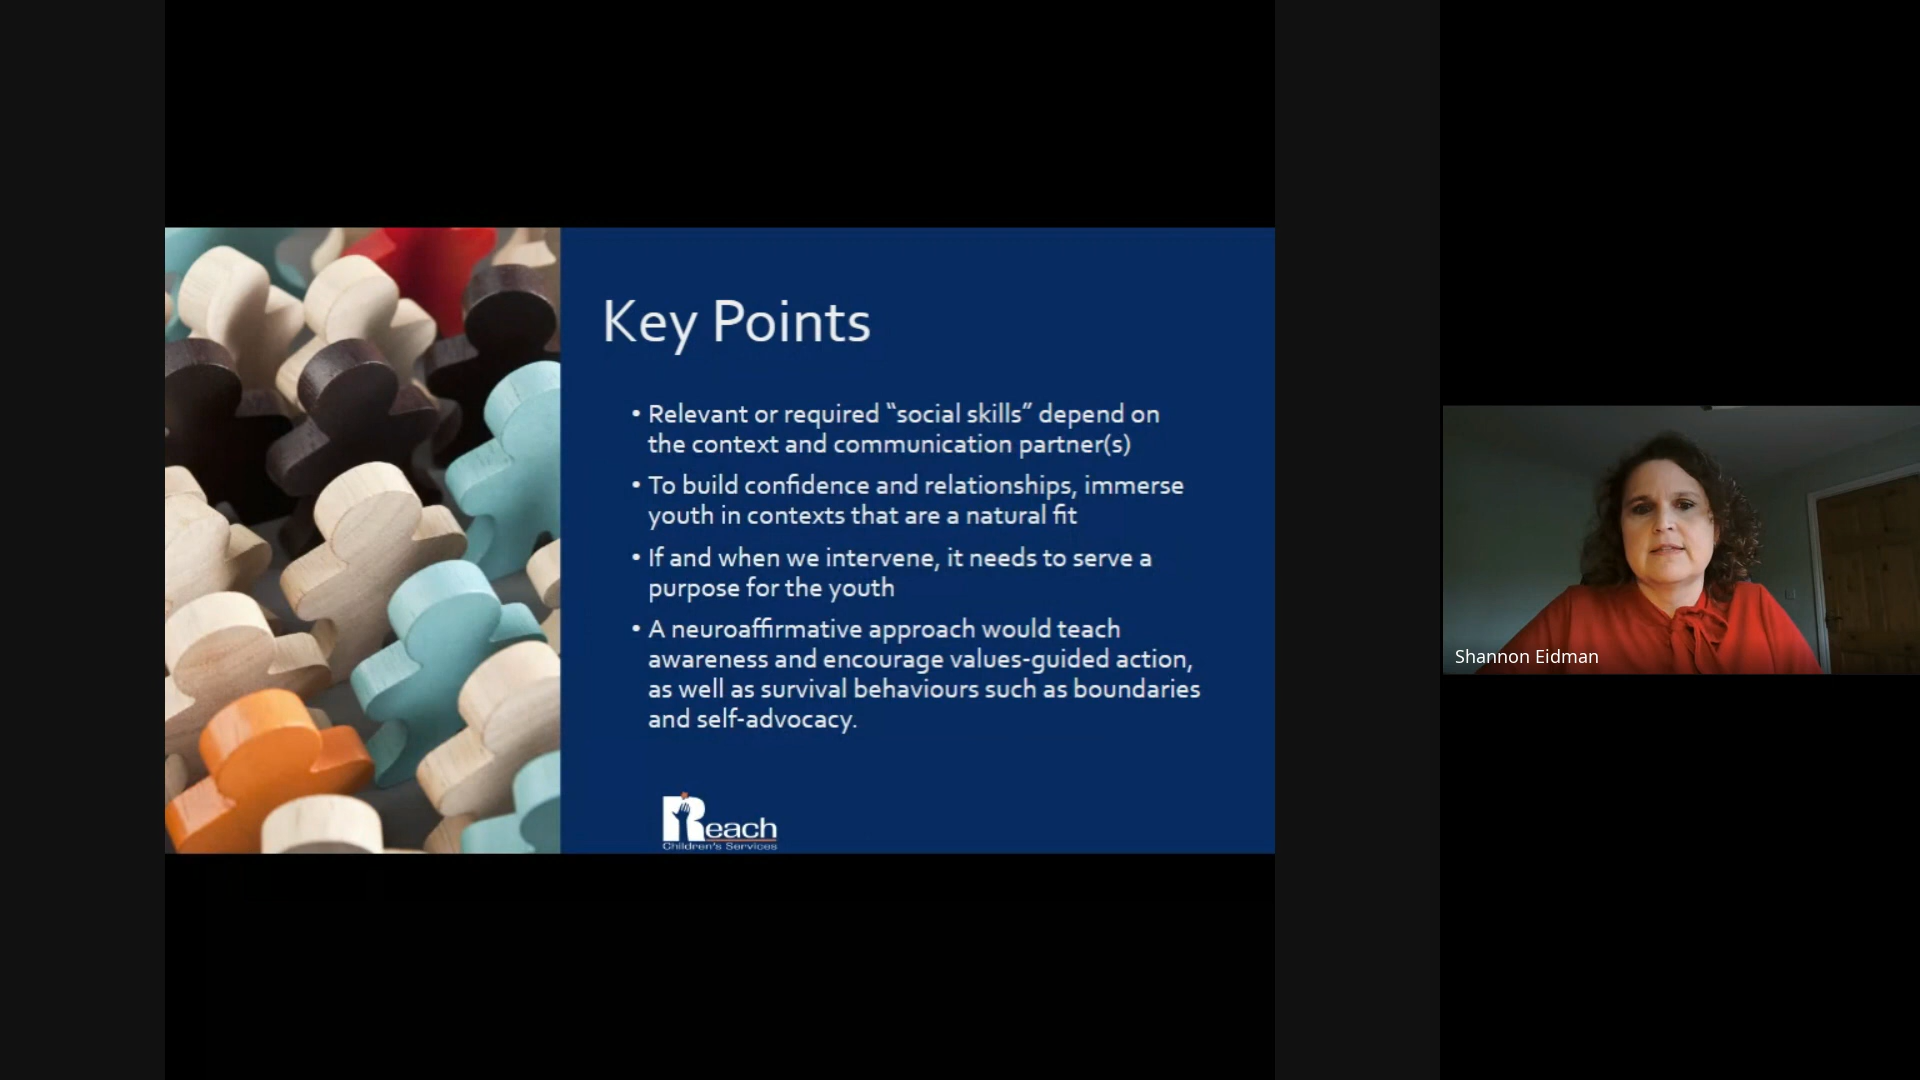 Key Points
• Relevant or required “social skills” depend on
the context and communication partner(s)
• To build confidence and relationships, immerse
youth in contexts that are a natural fit
• If and when we intervene, it needs to serve a
purpose for the youth
• A neuroaffirmative approach would teach
awareness and encourage values-guided action,
as well as survival behaviours such as boundaries
and self-advocacy.
Reach
Children's Services
Shannon Eidman